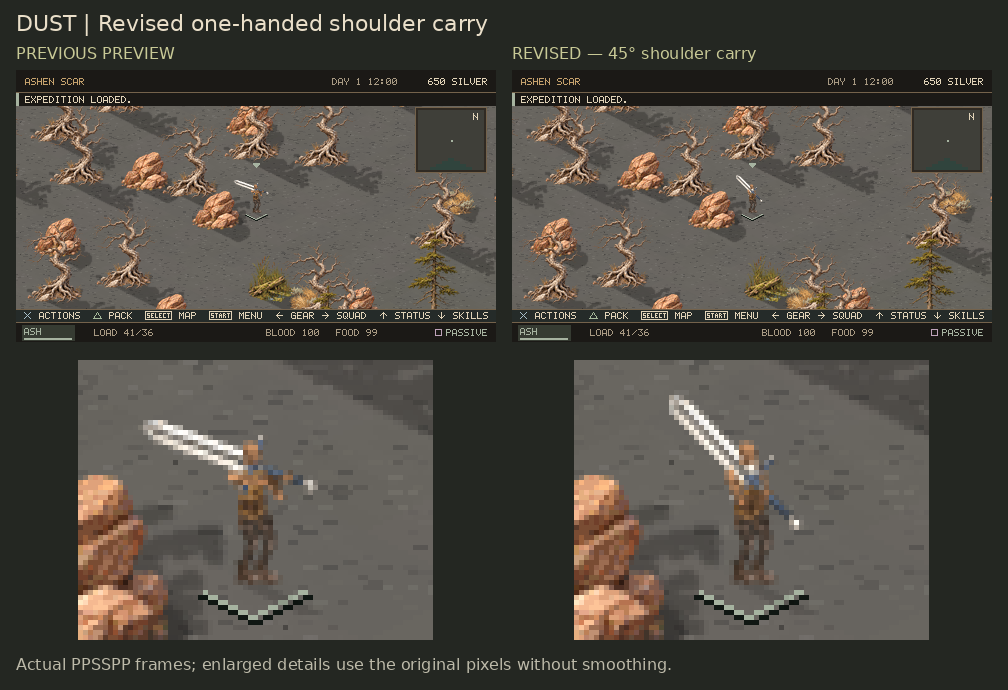 DUST | Revised one-handed shoulder carry
PREVIOUS PREVIEW
REVISED — 45° shoulder carry
ASHEN SCAR DAY 1 12:00 650 SILVER
EXPEDITION LOADED.
N
ACTIONS PACK SELECT MAP START MENU ← GEAR → SQUAD ↑ STATUS ↓ SKILLS
ASH LOAD 41/36 BLOOD 100 FOOD 99 PASSIVE
ASHEN SCAR DAY 1 12:00 650 SILVER
EXPEDITION LOADED.
N
ACTIONS PACK SELECT MAP START MENU ← GEAR → SQUAD ↑ STATUS ↓ SKILLS
ASH LOAD 41/36 BLOOD 100 FOOD 99 PASSIVE
Actual PPSSPP frames; enlarged details use the original pixels without smoothing.